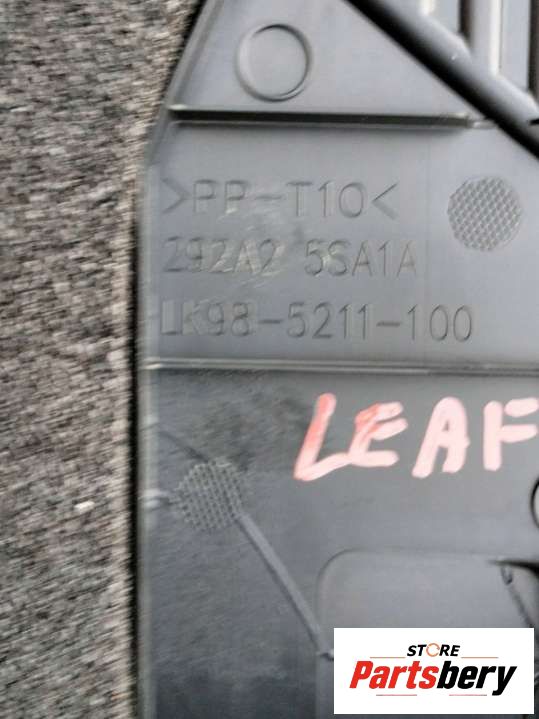 >PP-T10<
292A2 5SA1A
LK98-5211-100
LEAF
STORE
Partsbery